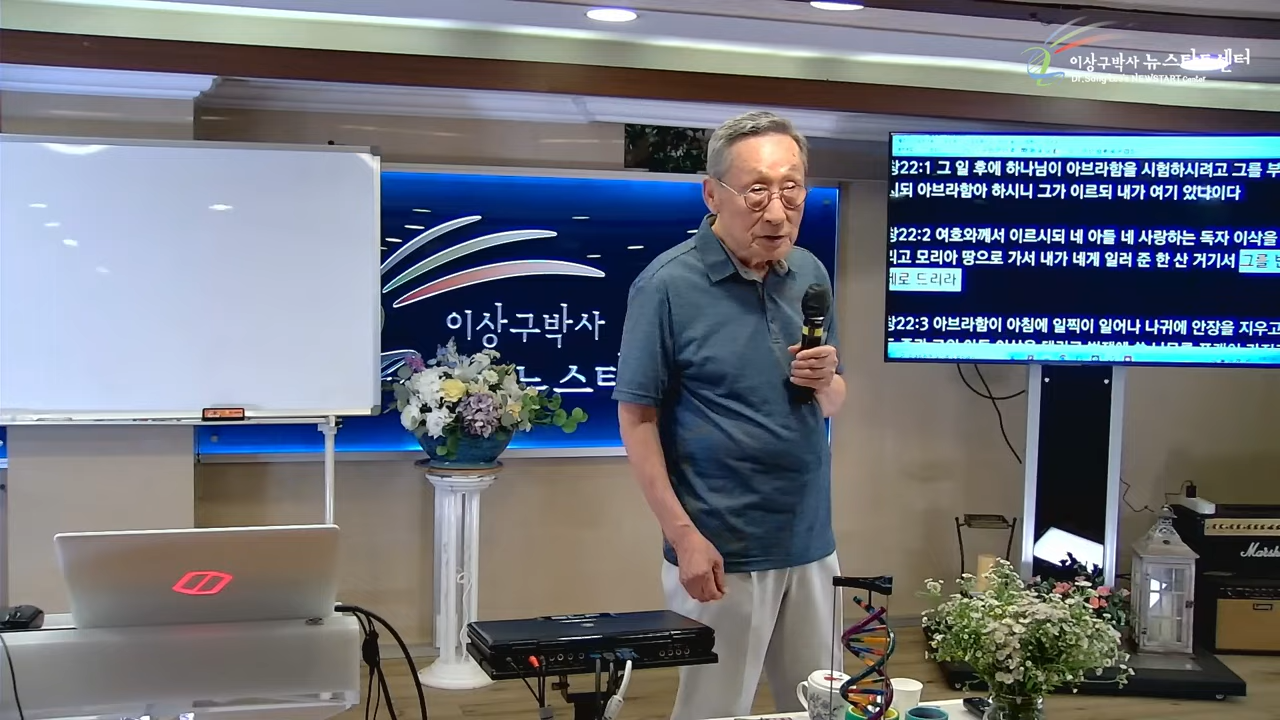 이상구박사 뉴스타트센터
Dr.Sang Lee's NEWSTART Center
창22:1 그 일 후에 하나님이 아브라함을 시험하시려고 그를 부
시되 아브라함아 하시니 그가 이르되 내가 여기 있나이다
창22:2 여호와께서 이르시되 네 아들 네 사랑하는 독자 이삭을
리고 모리아 땅으로 가서 내가 네게 일러 준 한 산 거기서 그를 번
제로 드리라
창22:3 아브라함이 아침에 일찍이 일어나 나귀에 안장을 지우고
이상구박사
뉴스타
Marsh